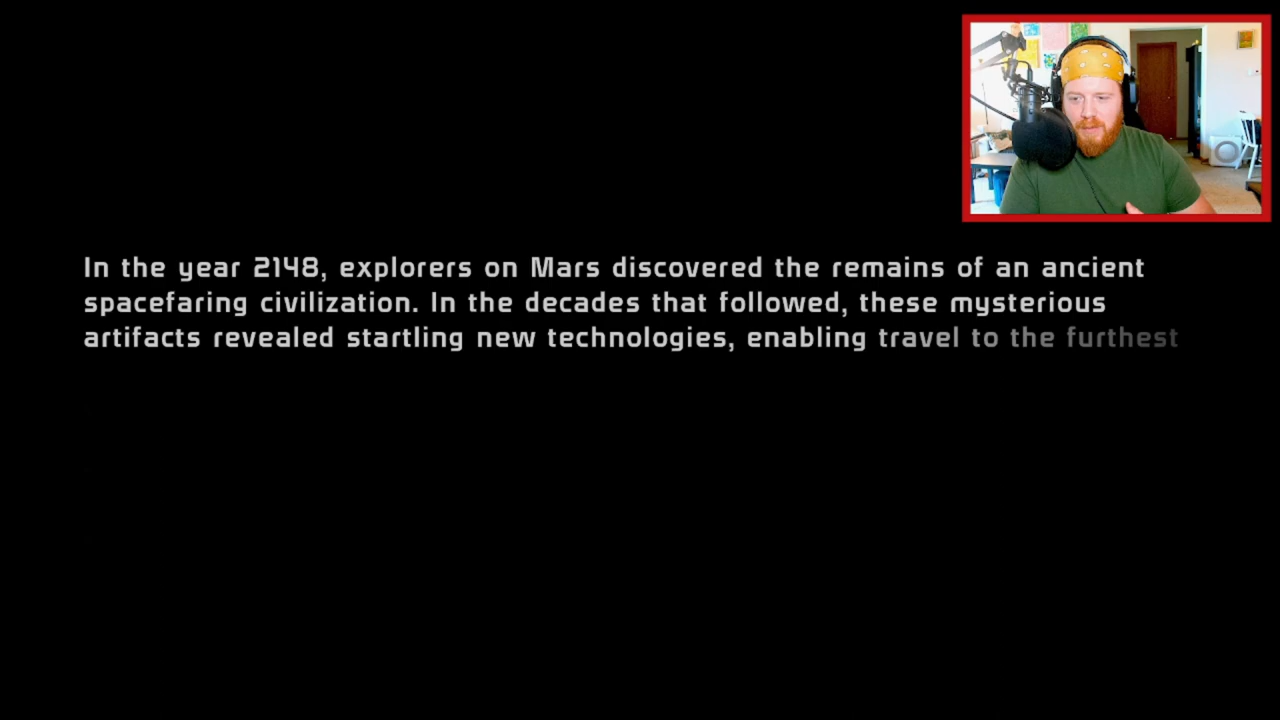 In the year 2148, explorers on Mars discovered the remains of an ancient
spacefaring civilization. In the decades that followed, these mysterious
artifacts revealed startling new technologies, enabling travel to the furthest